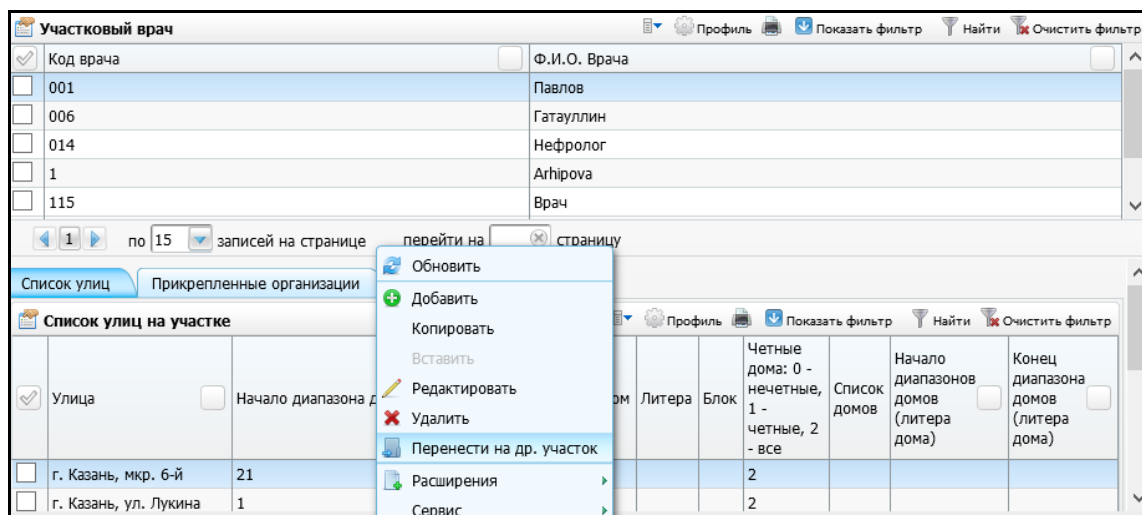 Участковый врач Профиль Показать фильтр Найти Очистить фильтр
Код врача Ф.И.О. Врача
001 Павлов
006 Гатауллин
014 Нефролог
1 Arhipova
115 Врач
1 по 15 записей на странице перейти на страницу
Список улиц Прикрепленные организации
Список улиц на участке Профиль Показать фильтр Найти Очистить фильтр
Улица
Начало диапазона
Литера
Блок
Четные
дома: 0 -
нечетные,
1 -
четные, 2
- все
Список
домов
Начало
диапазонов
домов
(литера
дома)
Конец
диапазона
домов
(литера
дома)
г. Казань, мкр. 6-й 21 2
г. Казань, ул. Лукина 1 2
Обновить
Добавить
Копировать
Вставить
Редактировать
Удалить
Перенести на др. участок
Расширения
Сервис